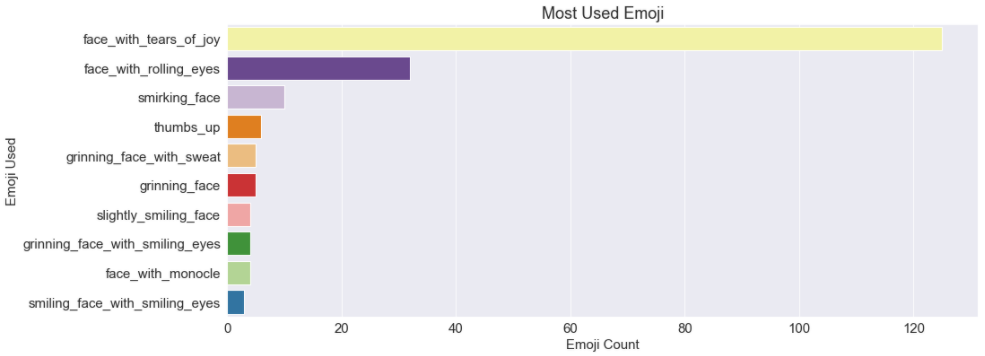 Most Used Emoji
Emoji Used
face_with_tears_of_joy
face_with_rolling_eyes
smirking_face
thumbs_up
grinning_face_with_sweat
grinning_face
slightly_smiling_face
grinning_face_with_smiling_eyes
face_with_monocle
smiling_face_with_smiling_eyes
0 20 40 60 80 100 120
Emoji Count